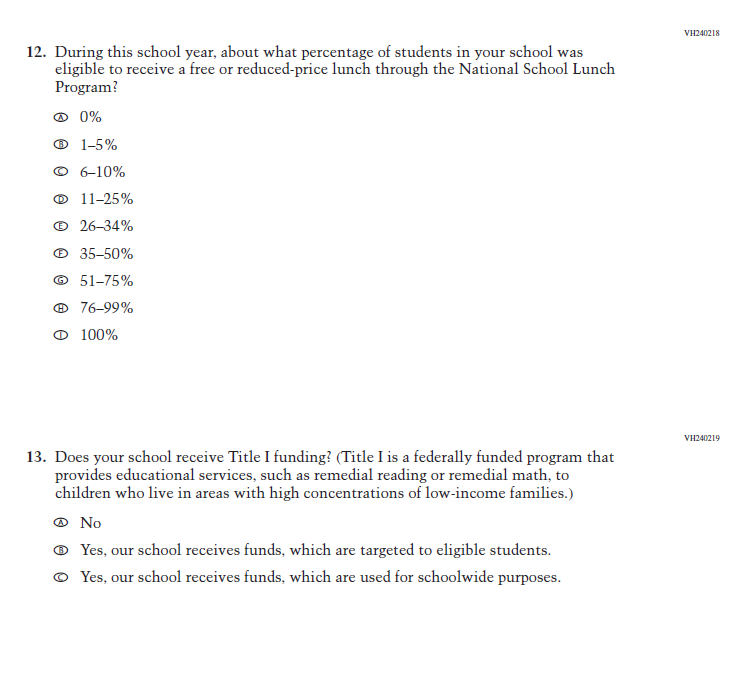 VH240218
12. During this school year, about what percentage of students in your school was
eligible to receive a free or reduced-price lunch through the National School Lunch
Program?
Ⓐ 0%
Ⓑ 1–5%
Ⓒ 6–10%
Ⓓ 11–25%
Ⓔ 26–34%
Ⓕ 35–50%
Ⓖ 51–75%
Ⓗ 76–99%
Ⓘ 100%
VH240219
13. Does your school receive Title I funding? (Title I is a federally funded program that
provides educational services, such as remedial reading or remedial math, to
children who live in areas with high concentrations of low-income families.)
Ⓐ No
Ⓑ Yes, our school receives funds, which are targeted to eligible students.
Ⓒ Yes, our school receives funds, which are used for schoolwide purposes.